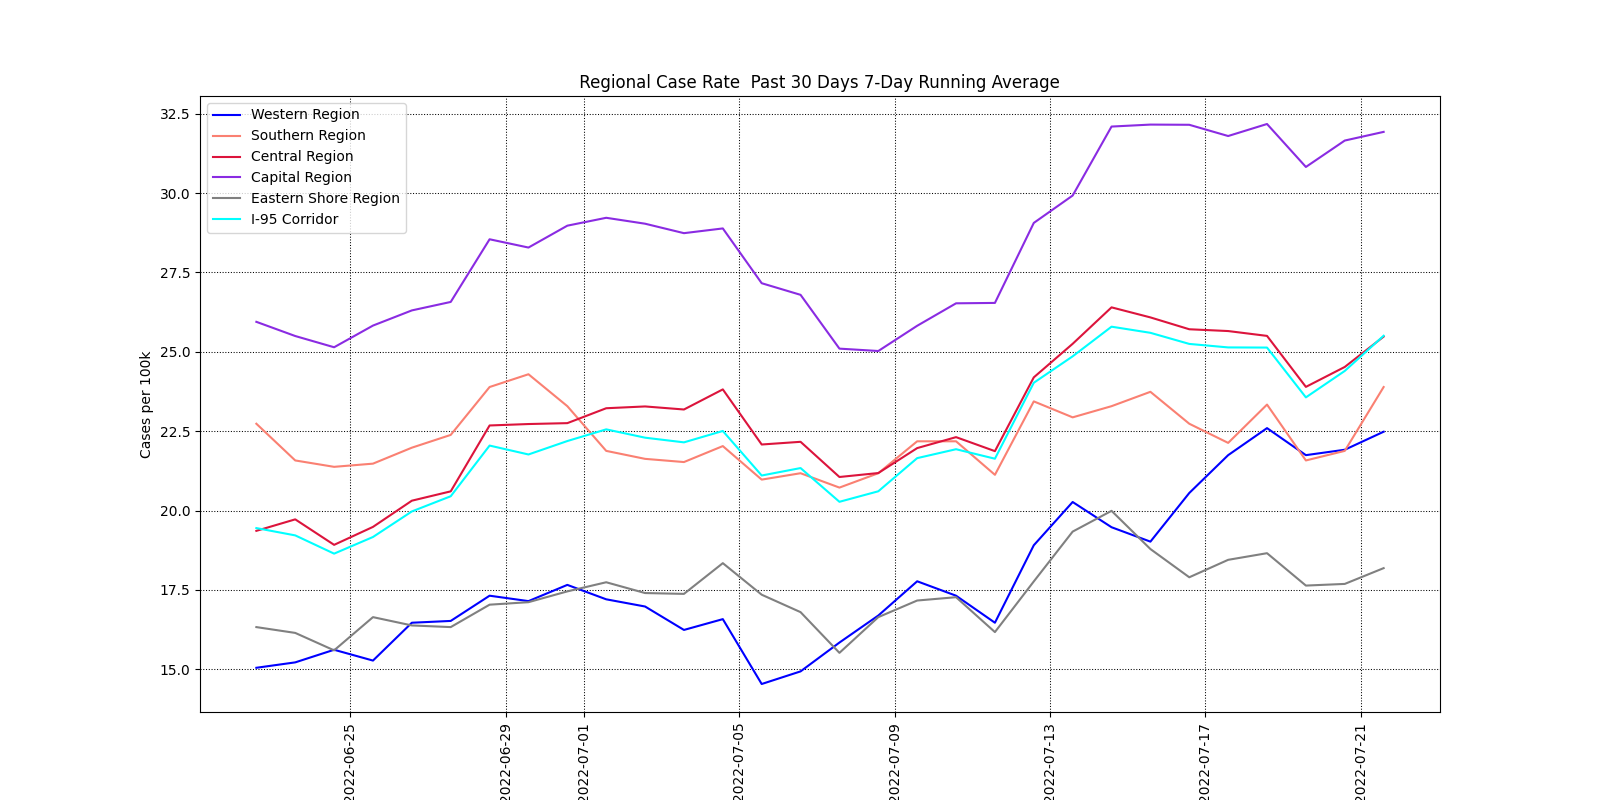 Regional Case Rate  Past 30 Days 7-Day Running Average
Western Region
Southern Region
Central Region
Capital Region
Eastern Shore Region
I-95 Corridor
Cases per 100k
32.5
30.0
27.5
25.0
22.5
20.0
17.5
15.0
2022-06-25
2022-06-29
2022-07-01
2022-07-05
2022-07-09
2022-07-13
2022-07-17
2022-07-21